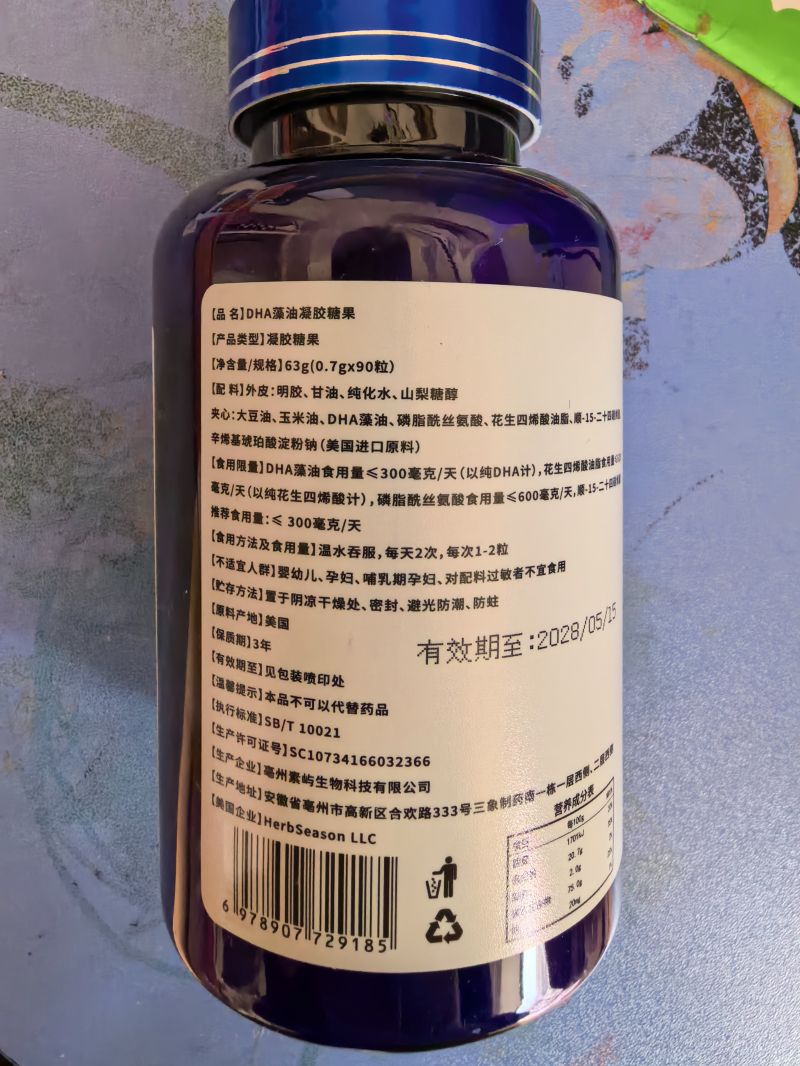 【品 名】DHA藻油凝胶糖果
【产品类型】凝胶糖果
【净含量/规格】63g(0.7gx90粒)
【配 料】外皮：明胶、甘油、纯化水、山梨糖醇
夹心：大豆油、玉米油、DHA藻油、磷脂酰丝氨酸、花生四烯酸油脂、顺-15-二十四
辛烯基琥珀酸淀粉钠（美国进口原料）
【食用限量】DHA藻油食用量≤300毫克/天（以纯DHA计），花生四烯酸油脂食用量
毫克/天（以纯花生四烯酸计），磷脂酰丝氨酸食用量≤600毫克/天，顺-15-二十四
推荐食用量：≤ 300毫克/天
【食用方法及食用量】温水吞服，每天2次，每次1-2粒
【不适宜人群】婴幼儿、孕妇、哺乳期孕妇、对配料过敏者不宜食用
【贮存方法】置于阴凉干燥处、密封、避光防潮、防蛀
【原料产地】美国
【保质期】3年
有效期至：2028/05/15
【有效期至】见包装喷印处
【温馨提示】本品不可以代替药品
【执行标准】SB/T 10021
【生产许可证号】SC10734166032366
【生产企业】亳州素屿生物科技有限公司
【生产地址】安徽省亳州市高新区合欢路333号三象制药南一栋一层西侧、二层西侧
【美国企业】HerbSeason LLC
营养成分表
每100g
1701kJ
20.7g
2.0g
75.0g
20mg
6 978907 729185